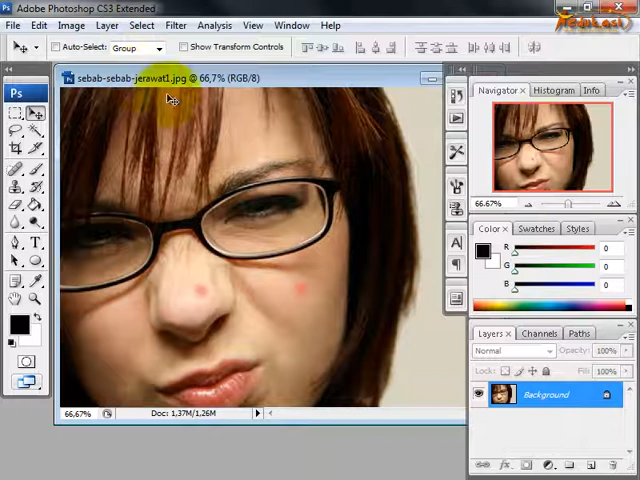 Ps Adobe Photoshop CS3 Extended
File Edit Image Layer Select Filter Analysis View Window Help
Auto-Select: Group Show Transform Controls
sebab-sebab-jerawat1.jpg @ 66,7% (RGB/8)
Ps
T
66,67%
Doc: 1,37M/1,26M
Navigator Histogram Info
66.67%
Color Swatches Styles
R 0
G 0
B 0
A
Layers Channels Paths
Normal Opacity: 100%
Lock: Fill: 100%
Background
fx